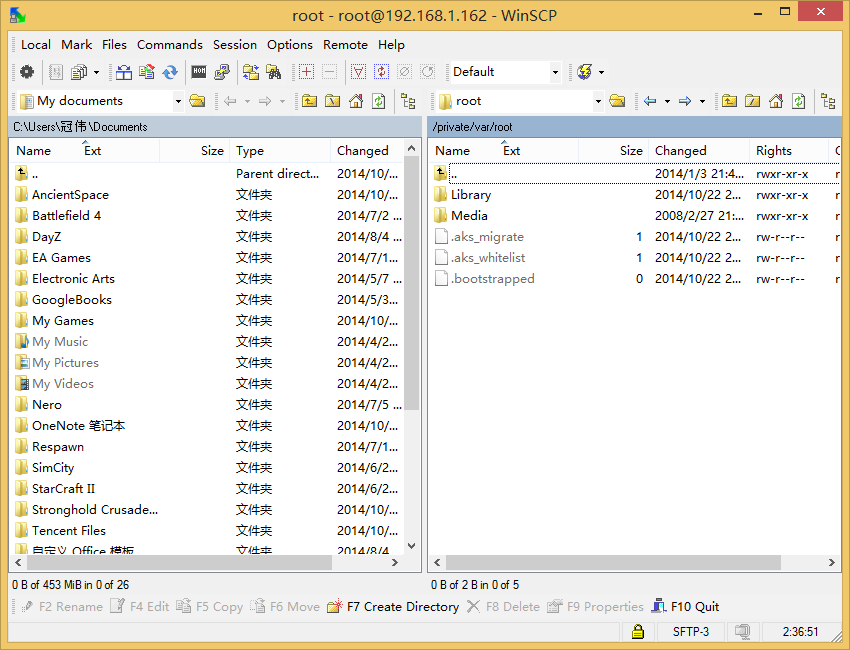 root - root@192.168.1.162 - WinSCP
Local Mark Files Commands Session Options Remote Help
Default
My documents
root
C:\Users\冠伟\Documents
/private/var/root
Name Ext Size Type Changed
.. Parent direct... 2014/10/...
AncientSpace 文件夹 2014/10/...
Battlefield 4 文件夹 2014/7/2 ...
DayZ 文件夹 2014/8/4 ...
EA Games 文件夹 2014/7/1...
Electronic Arts 文件夹 2014/5/7 ...
GoogleBooks 文件夹 2014/5/3...
My Games 文件夹 2014/10/...
My Music 文件夹 2014/4/2...
My Pictures 文件夹 2014/4/2...
My Videos 文件夹 2014/4/2...
Nero 文件夹 2014/7/5 ...
OneNote 笔记本 文件夹 2014/10/...
Respawn 文件夹 2014/7/1...
SimCity 文件夹 2014/6/2...
StarCraft II 文件夹 2014/6/2...
Stronghold Crusade... 文件夹 2014/10/...
Tencent Files 文件夹 2014/10/...
自定义 Office 模板 文件夹 2014/8/4
Name Ext Size Changed Rights
.. 2014/1/3 21:4... rwxr-xr-x r
Library 2014/10/22 2... rwxr-xr-x r
Media 2008/2/27 21:... rwxr-xr-x r
.aks_migrate 1 2014/10/22 2... rw-r--r-- r
.aks_whitelist 1 2014/10/22 2... rw-r--r-- r
.bootstrapped 0 2014/10/22 2... rw-r--r-- r
0 B of 453 MiB in 0 of 26
0 B of 2 B in 0 of 5
F2 Rename F4 Edit F5 Copy F6 Move F7 Create Directory F8 Delete F9 Properties F10 Quit
SFTP-3 2:36:51